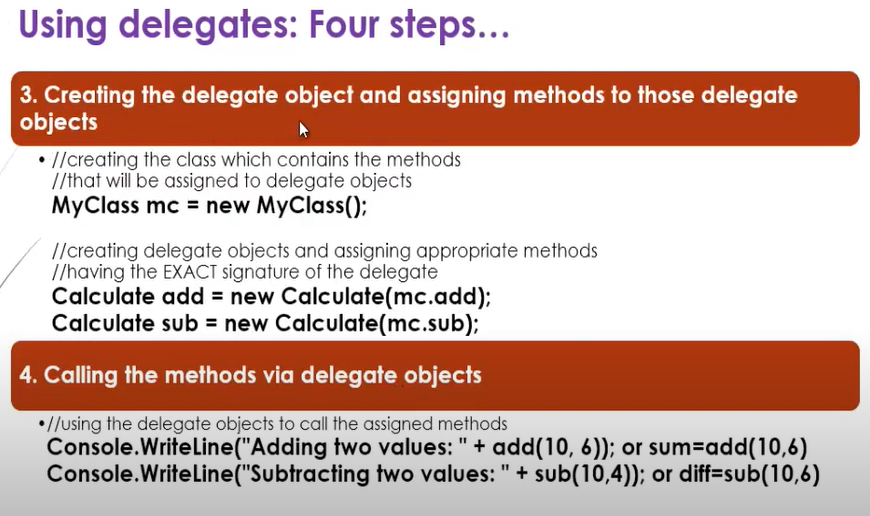 Using delegates: Four steps...
3. Creating the delegate object and assigning methods to those delegate
objects
• //creating the class which contains the methods
//that will be assigned to delegate objects
MyClass mc = new MyClass();
//creating delegate objects and assigning appropriate methods
//having the EXACT signature of the delegate
Calculate add = new Calculate(mc.add);
Calculate sub = new Calculate(mc.sub);
4. Calling the methods via delegate objects
•//using the delegate objects to call the assigned methods
Console.WriteLine("Adding two values: " + add(10, 6)); or sum=add(10,6)
Console.WriteLine("Subtracting two values: " + sub(10,4)); or diff=sub(10,6)